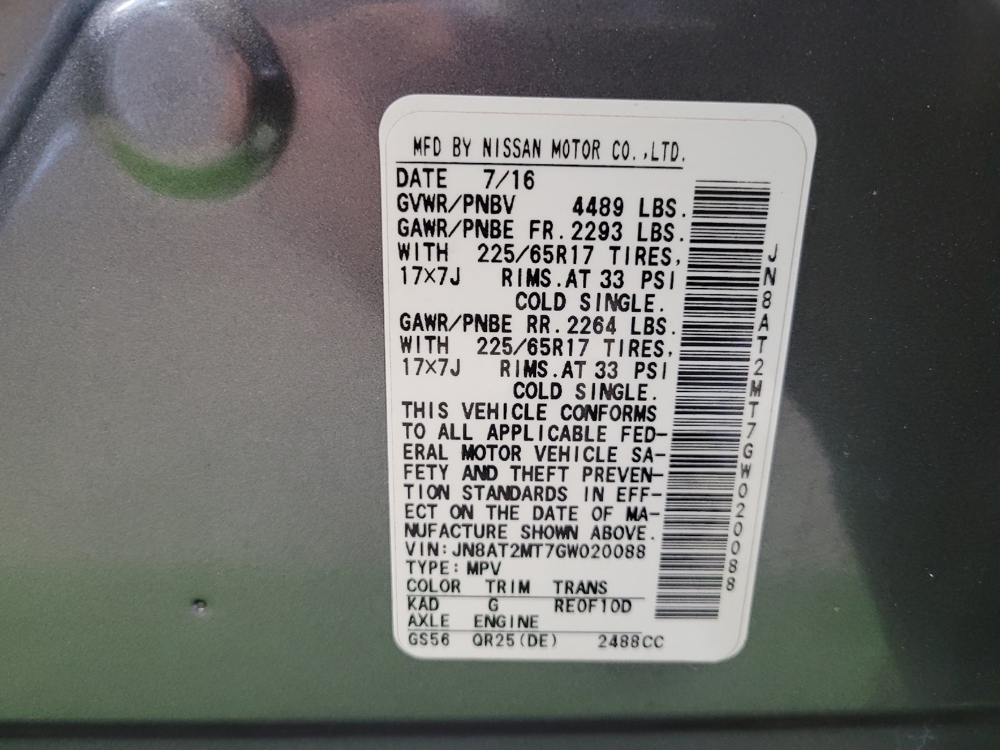 MFD BY NISSAN MOTOR CO.,LTD.
DATE 7/16
GVWR/PNBV 4489 LBS.
GAWR/PNBE FR.2293 LBS.
WITH 225/65R17 TIRES,
17×7J RIMS.AT 33 PSI
COLD SINGLE.
GAWR/PNBE RR.2264 LBS.
WITH 225/65R17 TIRES,
17×7J RIMS.AT 33 PSI
COLD SINGLE.
THIS VEHICLE CONFORMS
TO ALL APPLICABLE FED-
ERAL MOTOR VEHICLE SA-
FETY AND THEFT PREVEN-
TION STANDARDS IN EFF-
ECT ON THE DATE OF MA-
NUFACTURE SHOWN ABOVE.
VIN:JN8AT2MT7GW020088
TYPE:MPV
COLOR TRIM TRANS
KAD G RE0F10D
AXLE ENGINE
GS56 QR25(DE) 2488CC
JN8AT2MT7GW020088